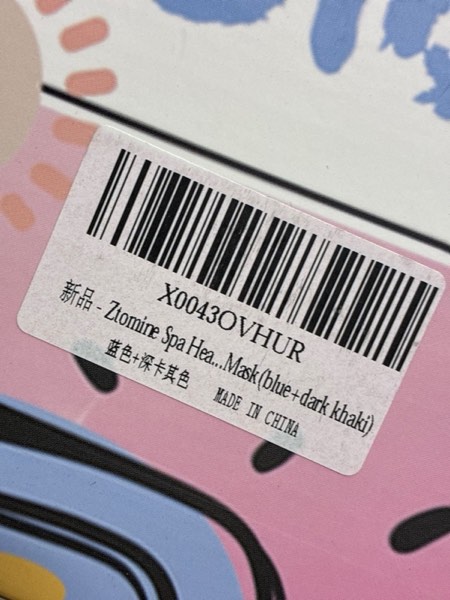 X0043OVHUR
新品 - Ztomine Spa Hea...Mask(blue+dark khaki)
蓝色+深卡其色
MADE IN CHINA